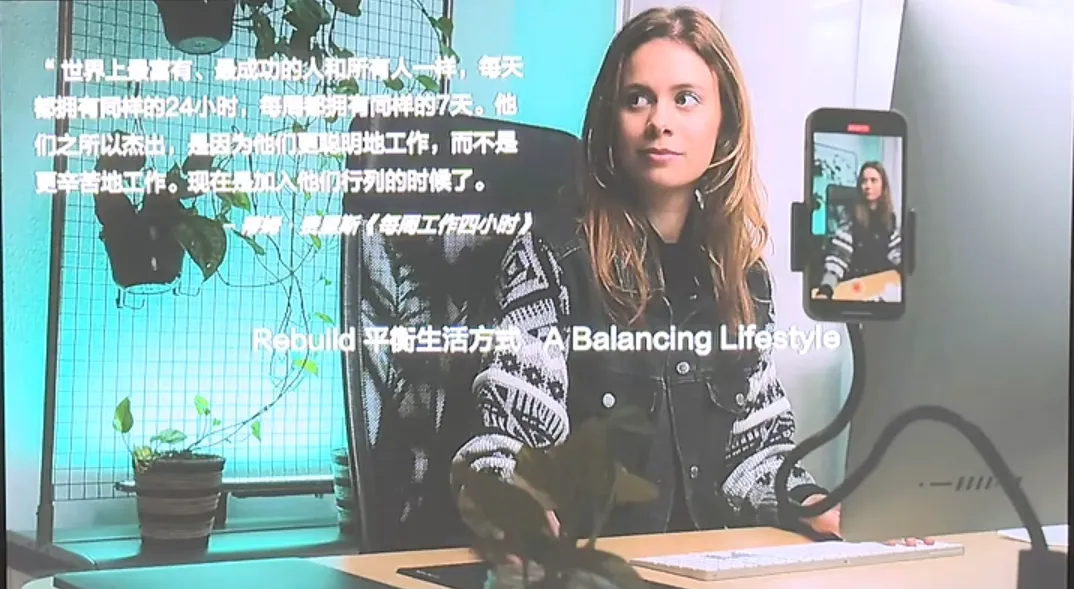 “ 世界上最富有、最成功的人和所有人一样，每天
都拥有同样的24小时，每周都拥有同样的7天。他
们之所以杰出，是因为他们更聪明地工作，而不是
更辛苦地工作。现在是加入他们行列的时候了。
里斯《每周工作四小时》
Rebuild 平衡生活方式 A Balancing Lifestyle